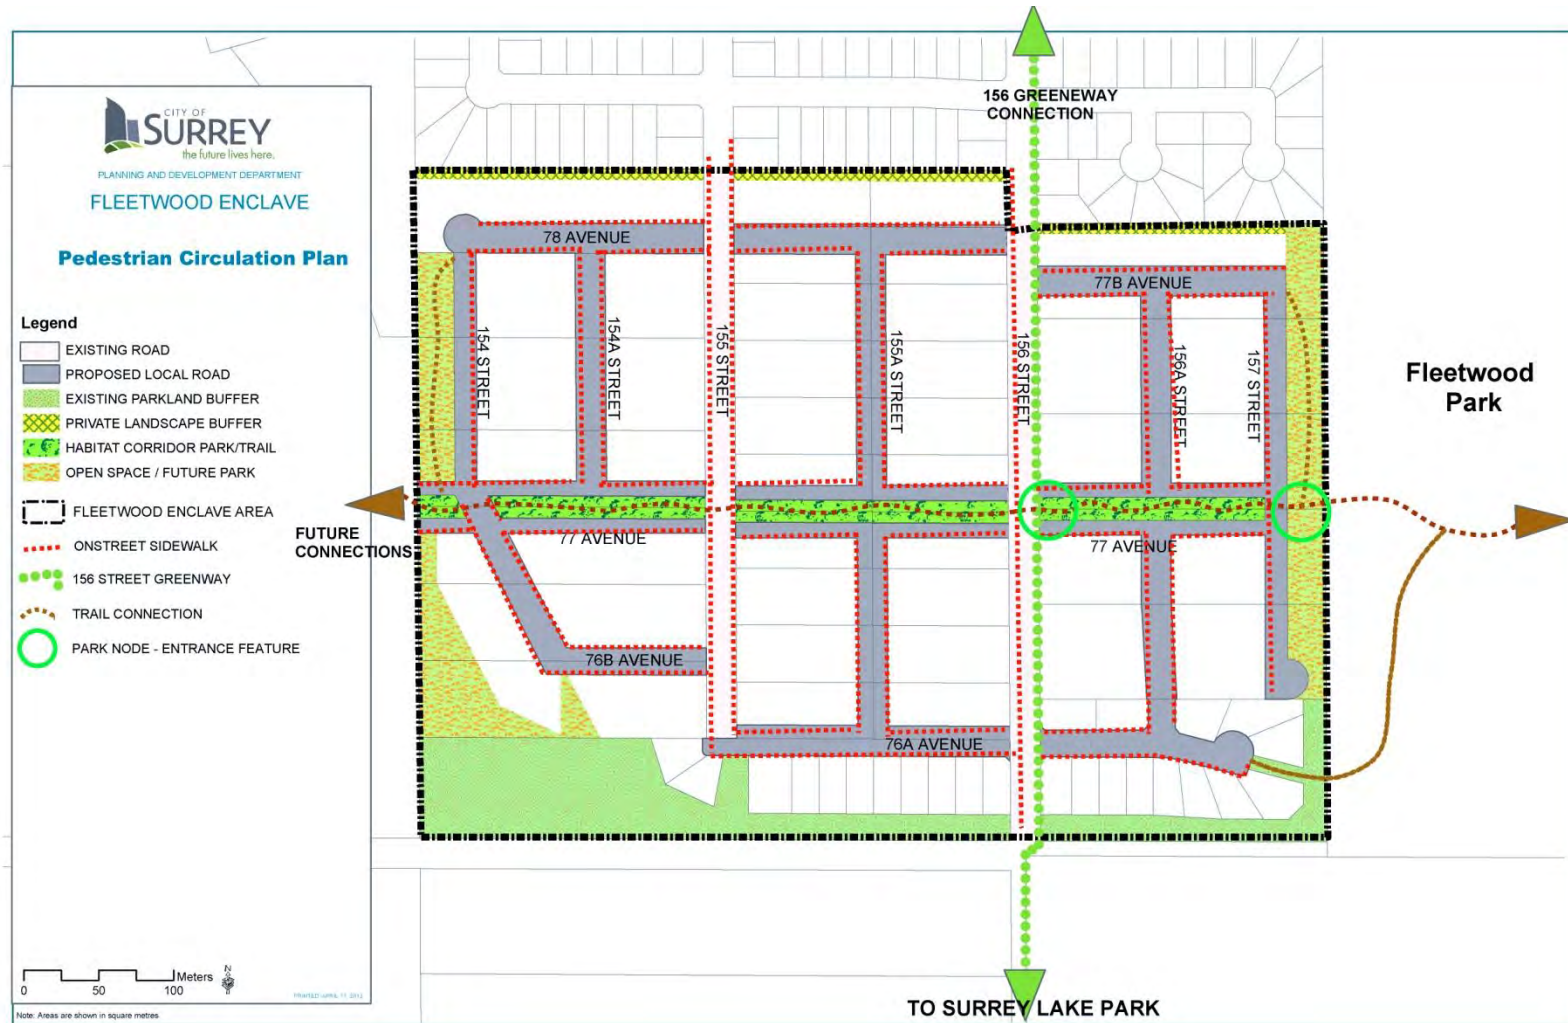 CITY OF
SURREY
the future lives here.
PLANNING AND DEVELOPMENT DEPARTMENT
FLEETWOOD ENCLAVE
Pedestrian Circulation Plan
Legend
EXISTING ROAD
PROPOSED LOCAL ROAD
EXISTING PARKLAND BUFFER
PRIVATE LANDSCAPE BUFFER
HABITAT CORRIDOR PARK/TRAIL
OPEN SPACE / FUTURE PARK
FLEETWOOD ENCLAVE AREA
ONSTREET SIDEWALK
156 STREET GREENWAY
TRAIL CONNECTION
PARK NODE - ENTRANCE FEATURE
Meters
0 50 100
N
Note: Areas are shown in square metres
156 GREENEWAY
CONNECTION
78 AVENUE
77B AVENUE
154 STREET
154A STREET
155 STREET
155A STREET
156 STREET
156A STREET
157 STREET
Fleetwood
Park
FUTURE
CONNECTIONS
77 AVENUE
77 AVENUE
76B AVENUE
76A AVENUE
TO SURREY LAKE PARK